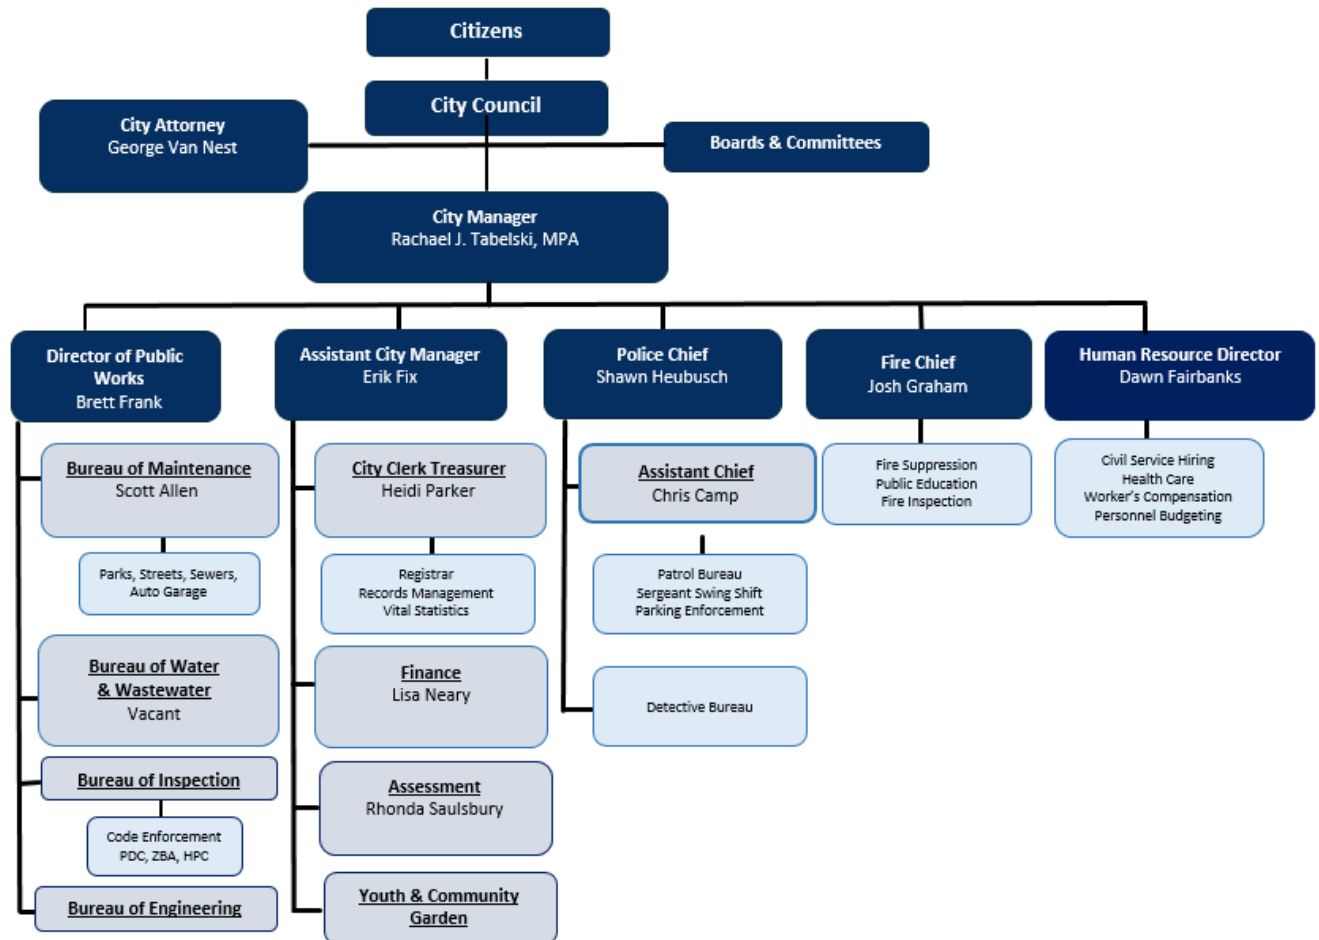 Citizens
City Council
City Attorney
George Van Nest
Boards & Committees
City Manager
Rachael J. Tabelski, MPA
Director of Public
Works
Brett Frank
Assistant City Manager
Erik Fix
Police Chief
Shawn Heubusch
Fire Chief
Josh Graham
Human Resource Director
Dawn Fairbanks
Bureau of Maintenance
Scott Allen
Parks, Streets, Sewers,
Auto Garage
Bureau of Water
& Wastewater
Vacant
Bureau of Inspection
Code Enforcement
PDC, ZBA, HPC
Bureau of Engineering
City Clerk Treasurer
Heidi Parker
Registrar
Records Management
Vital Statistics
Finance
Lisa Neary
Assessment
Rhonda Saulsbury
Youth & Community
Garden
Assistant Chief
Chris Camp
Patrol Bureau
Sergeant Swing Shift
Parking Enforcement
Detective Bureau
Fire Suppression
Public Education
Fire Inspection
Civil Service Hiring
Health Care
Worker's Compensation
Personnel Budgeting